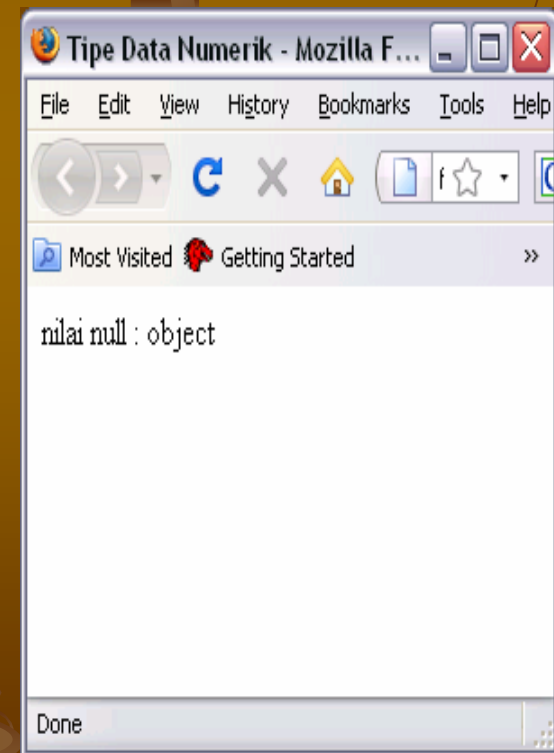 Tipe Data Numerik - Mozilla F...
File Edit View History Bookmarks Tools Help
f
Most Visited Getting Started »
nilai null : object
Done